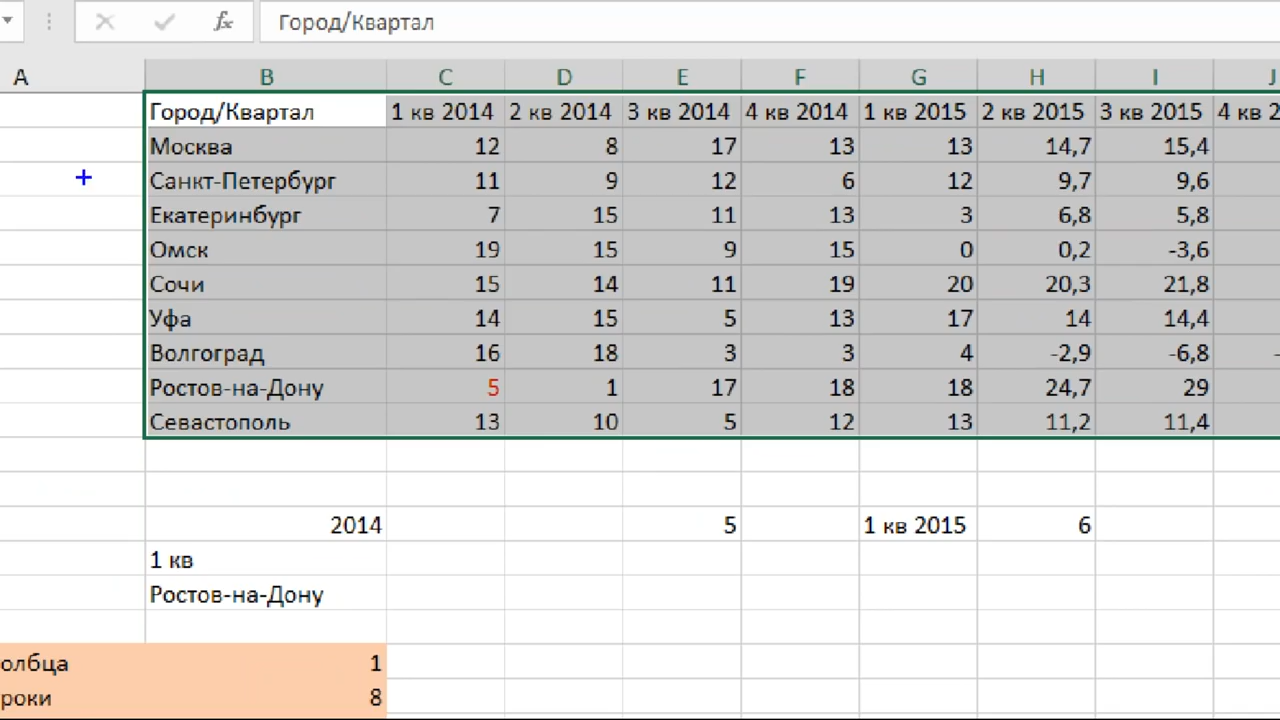 fx Город/Квартал
A B C D E F G H I J
Город/Квартал 1 кв 2014 2 кв 2014 3 кв 2014 4 кв 2014 1 кв 2015 2 кв 2015 3 кв 2015 4 кв 2
Москва 12 8 17 13 13 14,7 15,4
Санкт-Петербург 11 9 12 6 12 9,7 9,6
Екатеринбург 7 15 11 13 3 6,8 5,8
Омск 19 15 9 15 0 0,2 -3,6
Сочи 15 14 11 19 20 20,3 21,8
Уфа 14 15 5 13 17 14 14,4
Волгоград 16 18 3 3 4 -2,9 -6,8 -
Ростов-на-Дону 5 1 17 18 18 24,7 29
Севастополь 13 10 5 12 13 11,2 11,4
2014 5 1 кв 2015 6
1 кв
Ростов-на-Дону
олбца 1
роки 8